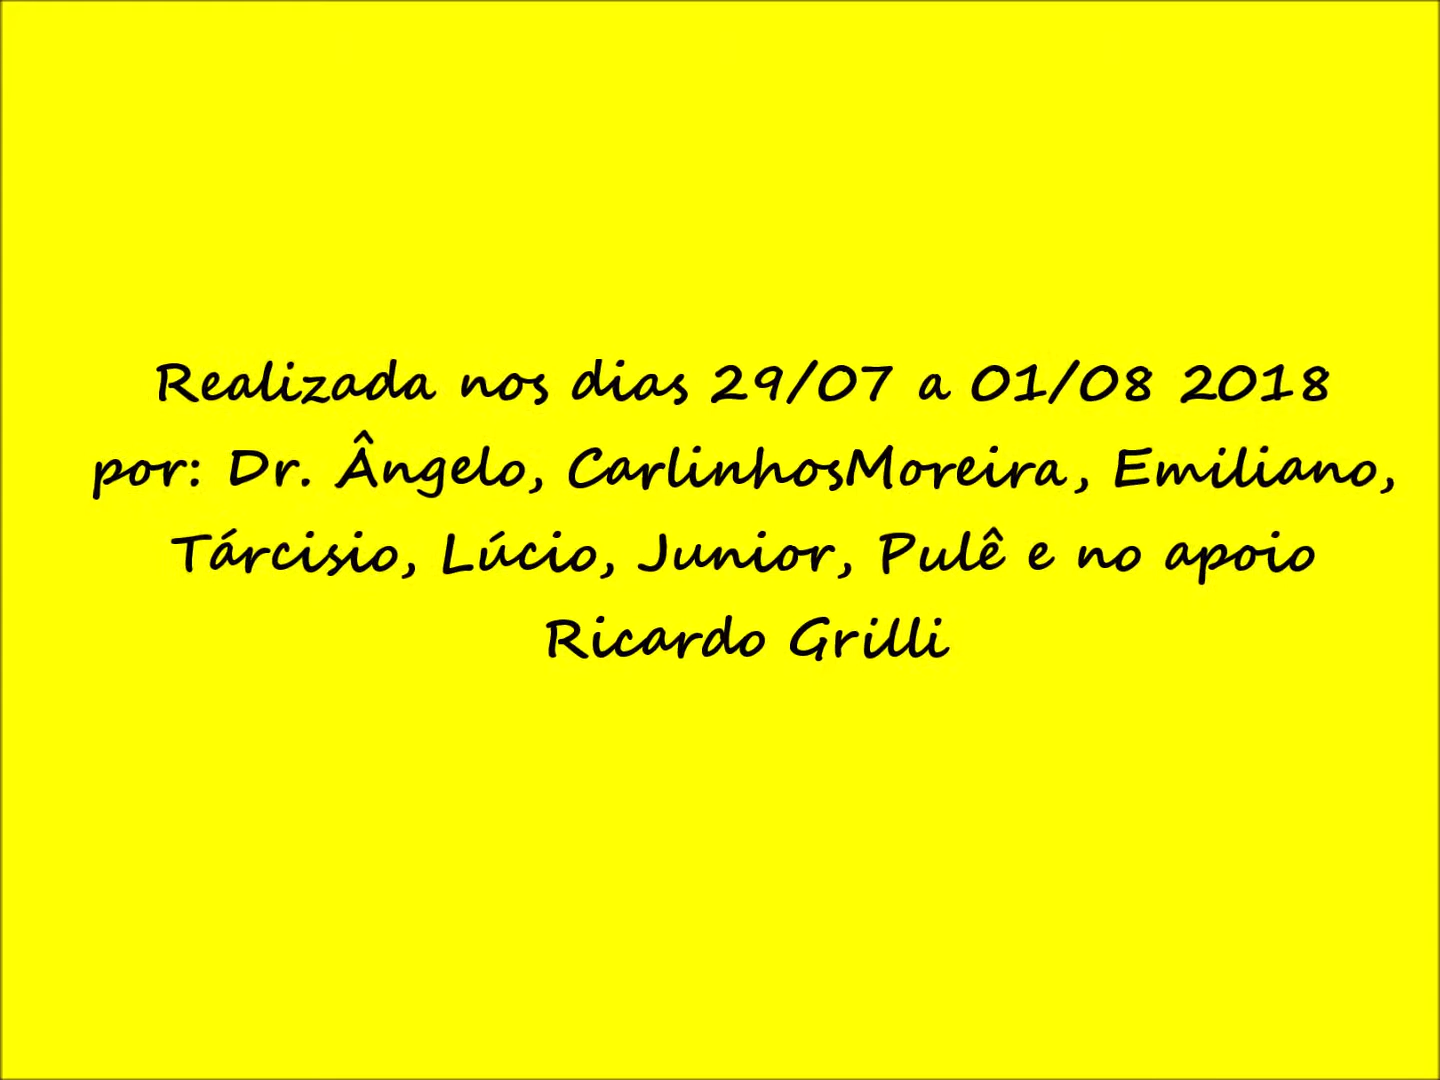 Realizada nos dias 29/07 a 01/08 2018
por: Dr. Ângelo, CarlinhosMoreira, Emiliano,
Tárcisio, Lúcio, Junior, Pulê e no apoio
Ricardo Grilli